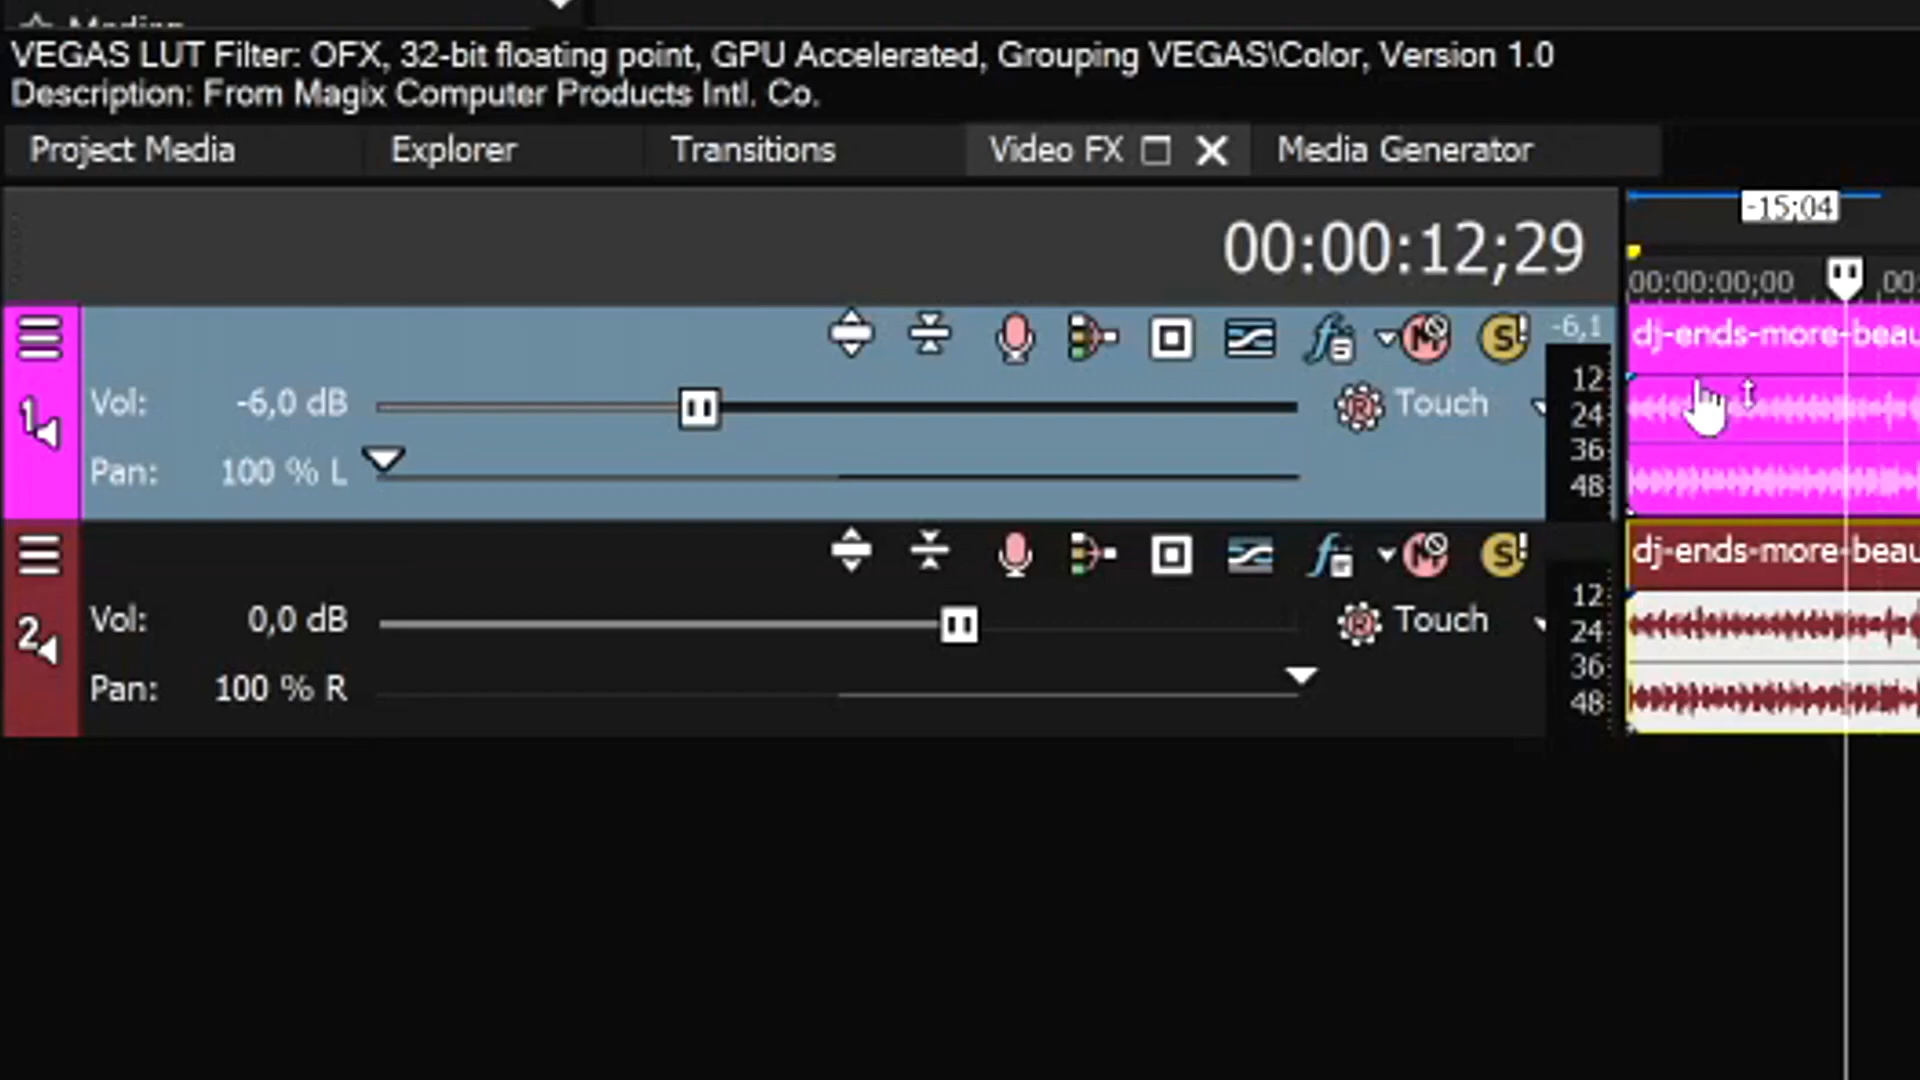 VEGAS LUT Filter: OFX, 32-bit floating point, GPU Accelerated, Grouping VEGAS\Color, Version 1.0
Description: From Magix Computer Products Intl. Co.
Project Media Explorer Transitions Video FX Media Generator
00:00:12;29
-15;04
00:00:00;00 00:
1
M S -6,1
Vol: -6,0 dB
R Touch
Pan: 100 % L
12
24
36
48
dj-ends-more-beau
2
M S
Vol: 0,0 dB
R Touch
Pan: 100 % R
12
24
36
48
dj-ends-more-beau